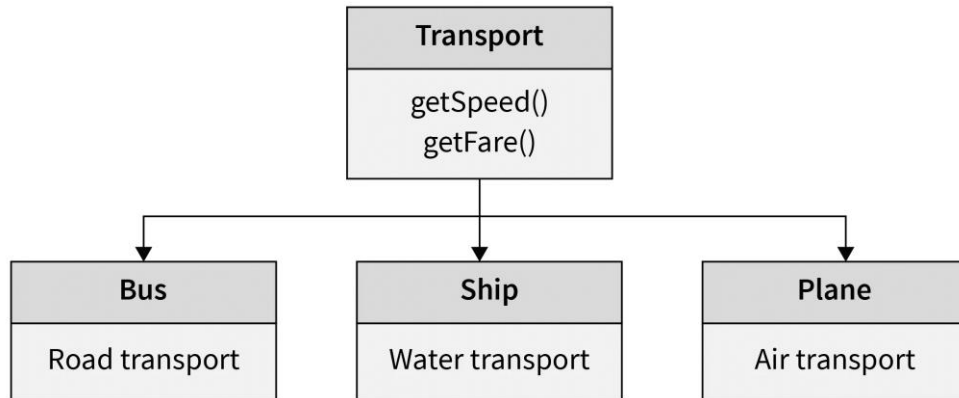 Transport
getSpeed()
getFare()
Bus
Road transport
Ship
Water transport
Plane
Air transport